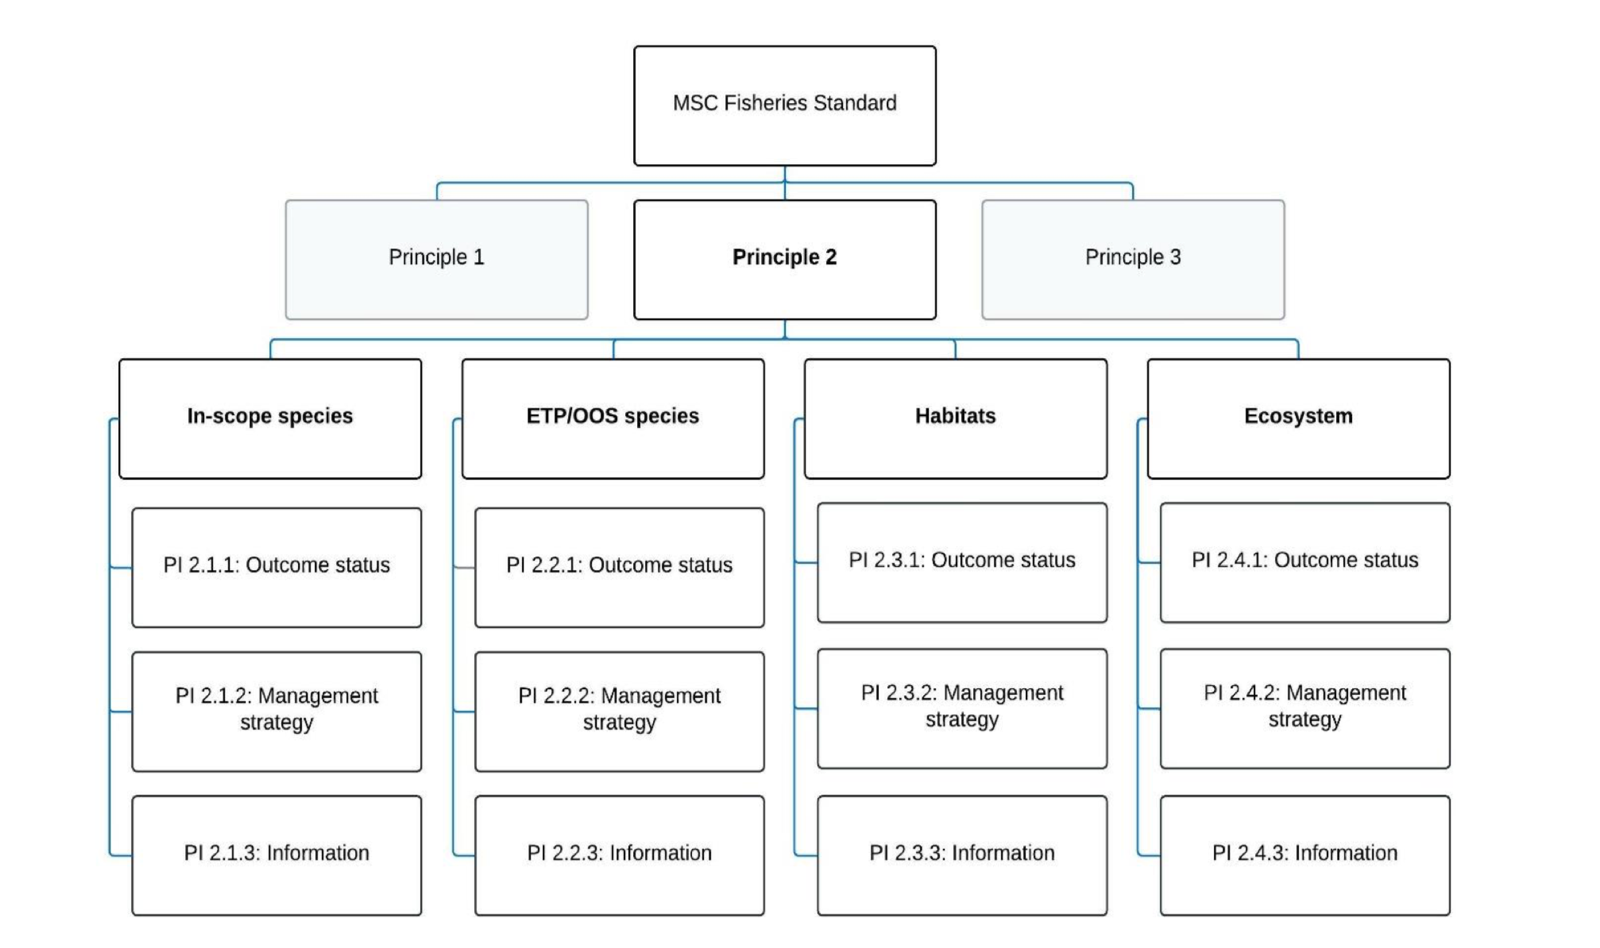 MSC Fisheries Standard
Principle 1
Principle 2
Principle 3
In-scope species
ETP/OOS species
Habitats
Ecosystem
PI 2.1.1: Outcome status
PI 2.2.1: Outcome status
PI 2.3.1: Outcome status
PI 2.4.1: Outcome status
PI 2.1.2: Management
strategy
PI 2.2.2: Management
strategy
PI 2.3.2: Management
strategy
PI 2.4.2: Management
strategy
PI 2.1.3: Information
PI 2.2.3: Information
PI 2.3.3: Information
PI 2.4.3: Information